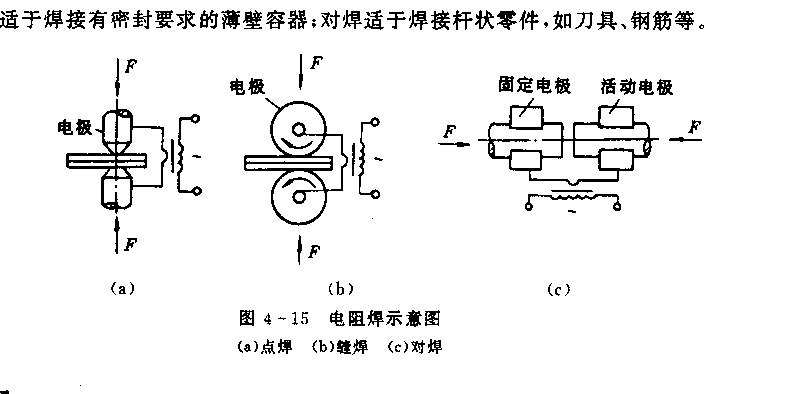 适于焊接有密封要求的薄壁容器;对焊适于焊接杆状零件,如刀具、钢筋等。
F
电极
~
F
(a)
F
电极
~
F
(b)
固定电极 活动电极
F
F
~
(c)
图 4-15 电阻焊示意图
(a)点焊 (b)缝焊 (c)对焊